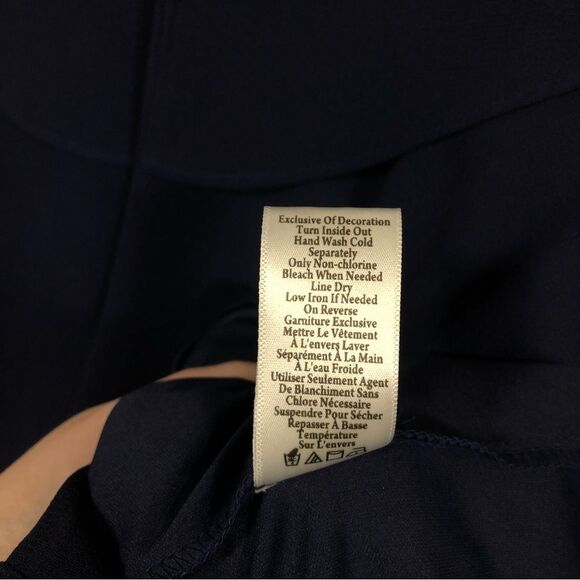 Exclusive Of Decoration
Turn Inside Out
Hand Wash Cold
Separately
Only Non-chlorine
Bleach When Needed
Line Dry
Low Iron If Needed
On Reverse
Garniture Exclusive
Mettre Le Vêtement
À L'envers Laver
Séparément À La Main
À L'eau Froide
Utiliser Seulement Agent
De Blanchiment Sans
Chlore Nécessaire
Suspendre Pour Sécher
Repasser À Basse
Température
Sur L'envers